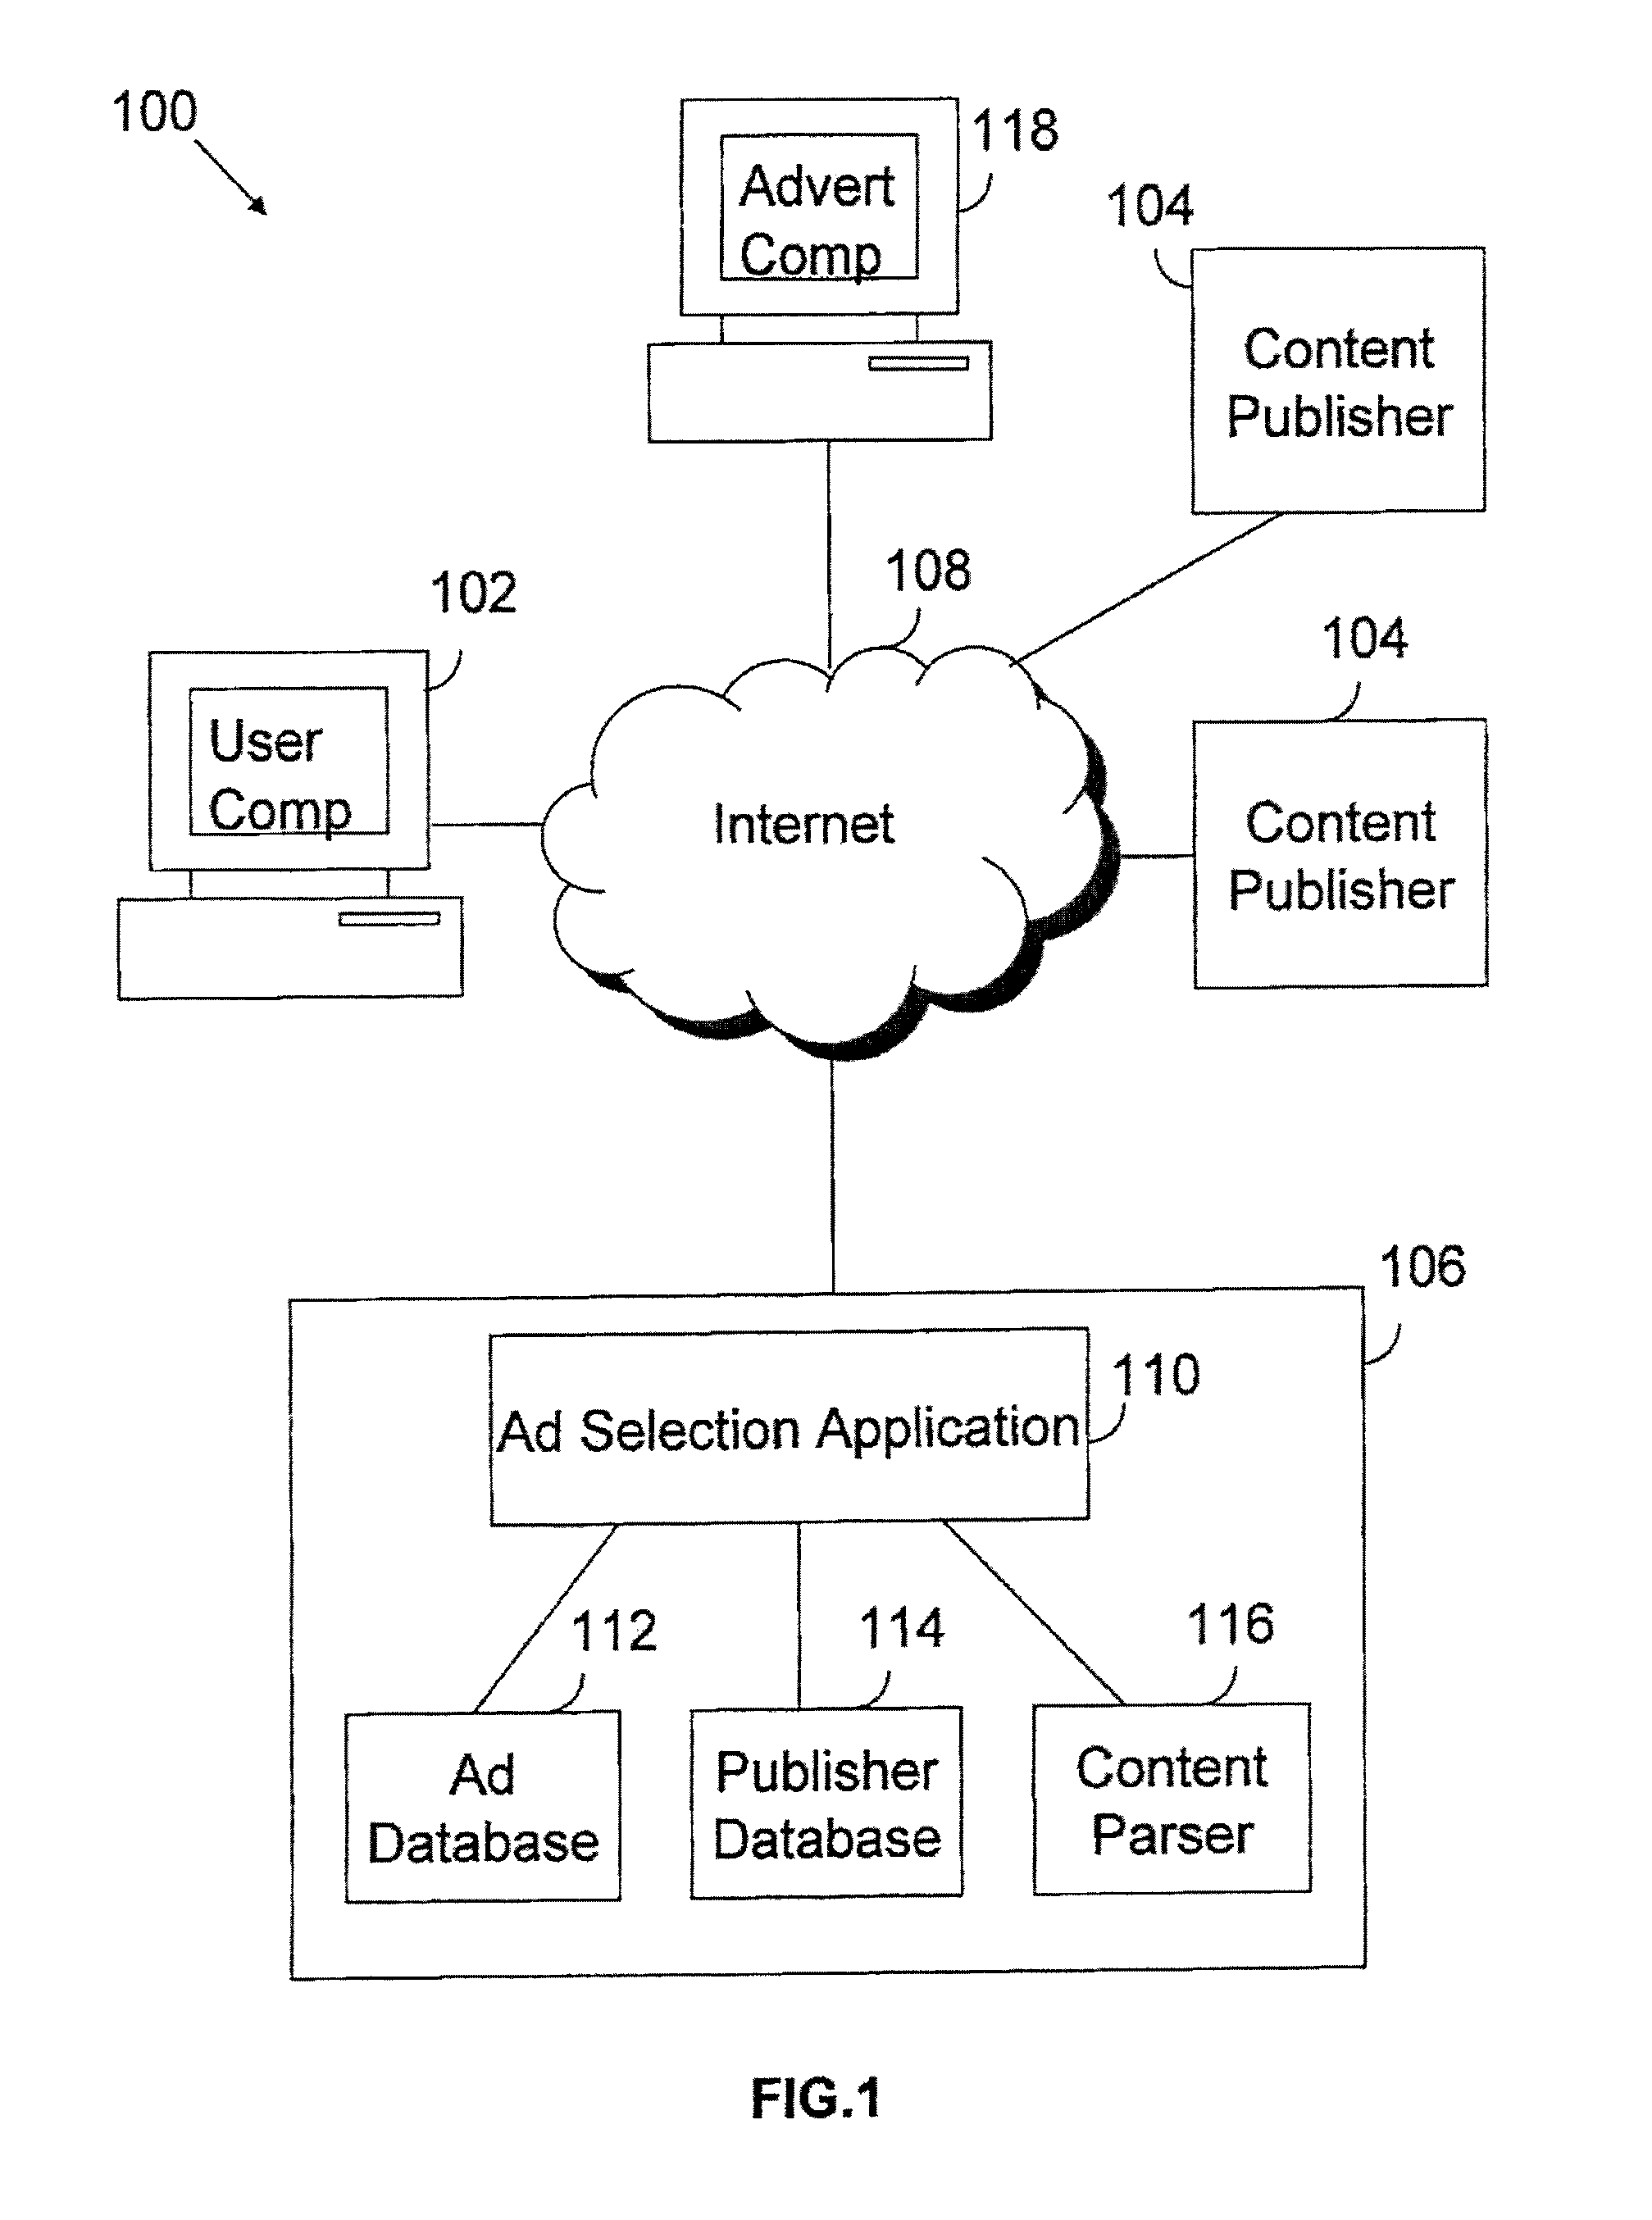 100
118
Advert
Comp
104
Content
Publisher
108
102
User
Comp
Internet
104
Content
Publisher
106
110
Ad Selection Application
112
114
116
Ad
Database
Publisher
Database
Content
Parser
FIG.1